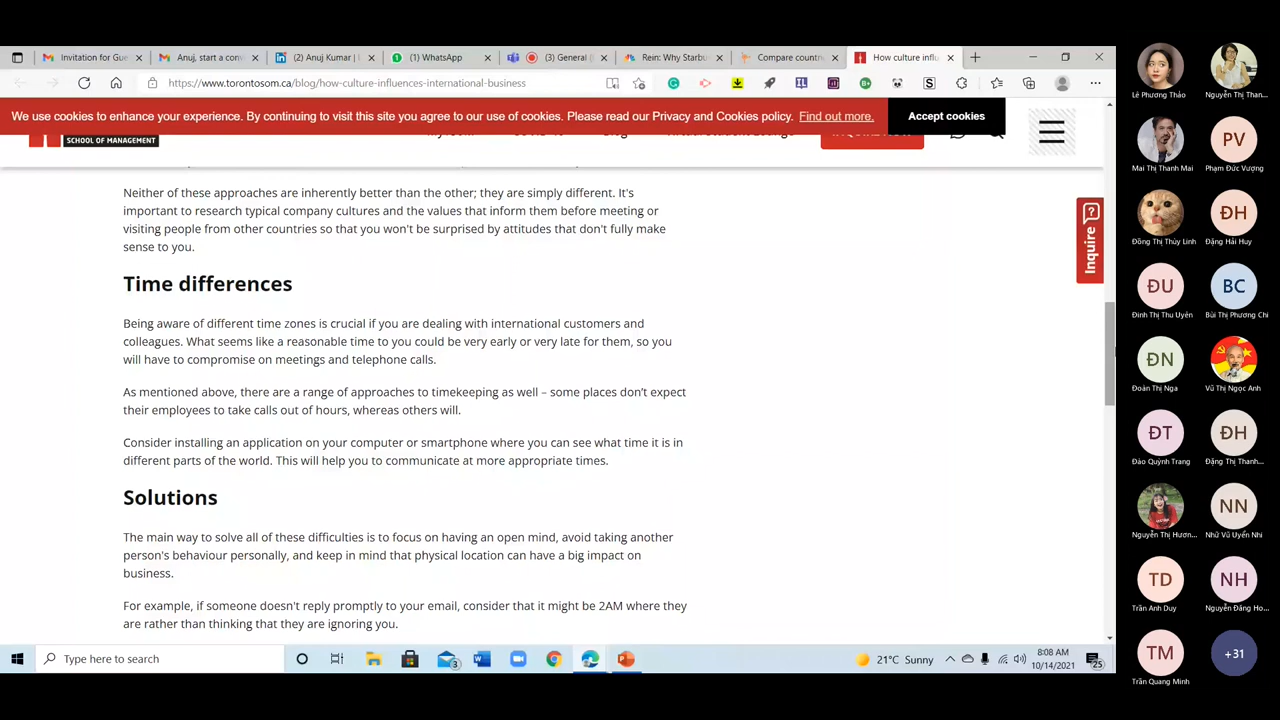 Invitation for Gue
Anuj, start a conv
(2) Anuj Kumar |
(1) WhatsApp
(3) General (
Rein: Why Starbu
Compare countri
How culture influ
https://www.torontosom.ca/blog/how-culture-influences-international-business
We use cookies to enhance your experience. By continuing to visit this site you agree to our use of cookies. Please read our Privacy and Cookies policy. Find out more.
Accept cookies
SCHOOL OF MANAGEMENT
Neither of these approaches are inherently better than the other; they are simply different. It's
important to research typical company cultures and the values that inform them before meeting or
visiting people from other countries so that you won't be surprised by attitudes that don't fully make
sense to you.
Inquire
Time differences
Being aware of different time zones is crucial if you are dealing with international customers and
colleagues. What seems like a reasonable time to you could be very early or very late for them, so you
will have to compromise on meetings and telephone calls.
As mentioned above, there are a range of approaches to timekeeping as well – some places don’t expect
their employees to take calls out of hours, whereas others will.
Consider installing an application on your computer or smartphone where you can see what time it is in
different parts of the world. This will help you to communicate at more appropriate times.
Solutions
The main way to solve all of these difficulties is to focus on having an open mind, avoid taking another
person's behaviour personally, and keep in mind that physical location can have a big impact on
business.
For example, if someone doesn't reply promptly to your email, consider that it might be 2AM where they
are rather than thinking that they are ignoring you.
Type here to search
3
21°C Sunny
8:08 AM
10/14/2021
25
Lê Phương Thảo
Nguyễn Thị Than...
PV
Mai Thị Thanh Mai
Phạm Đức Vượng
ĐH
Đồng Thị Thùy Linh
Đặng Hải Huy
ĐU
BC
Đinh Thị Thu Uyên
Bùi Thị Phương Chi
ĐN
Đoàn Thị Nga
Vũ Thị Ngọc Anh
ĐT
ĐH
Đào Quỳnh Trang
Đặng Thị Thanh...
NN
Nguyễn Thị Hươn...
Nhữ Vũ Uyển Nhi
TD
NH
Trần Anh Duy
Nguyễn Đăng Ho...
TM
+31
Trần Quang Minh